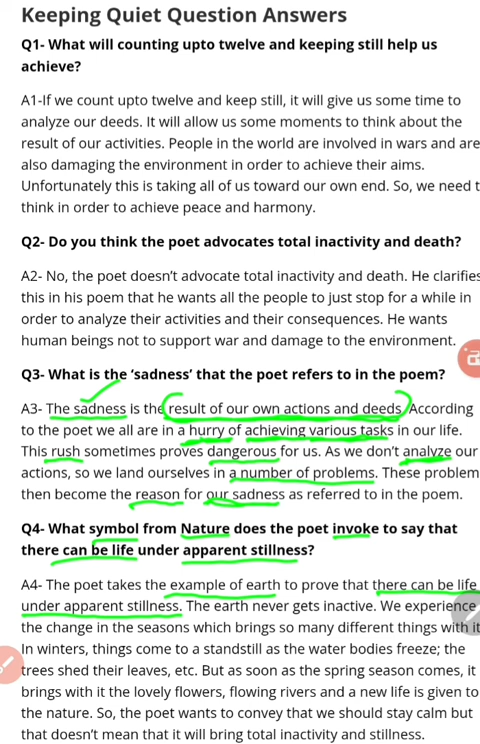 Keeping Quiet Question Answers
Q1- What will counting upto twelve and keeping still help us
achieve?
A1-If we count upto twelve and keep still, it will give us some time to
analyze our deeds. It will allow us some moments to think about the
result of our activities. People in the world are involved in wars and are
also damaging the environment in order to achieve their aims.
Unfortunately this is taking all of us toward our own end. So, we need t
think in order to achieve peace and harmony.
Q2- Do you think the poet advocates total inactivity and death?
A2- No, the poet doesn’t advocate total inactivity and death. He clarifies
this in his poem that he wants all the people to just stop for a while in
order to analyze their activities and their consequences. He wants
human beings not to support war and damage to the environment.
Q3- What is the ‘sadness’ that the poet refers to in the poem?
A3- The sadness is the result of our own actions and deeds. According
to the poet we all are in a hurry of achieving various tasks in our life.
This rush sometimes proves dangerous for us. As we don’t analyze our
actions, so we land ourselves in a number of problems. These problem
then become the reason for our sadness as referred to in the poem.
Q4- What symbol from Nature does the poet invoke to say that
there can be life under apparent stillness?
A4- The poet takes the example of earth to prove that there can be life
under apparent stillness. The earth never gets inactive. We experience
the change in the seasons which brings so many different things with it
In winters, things come to a standstill as the water bodies freeze; the
trees shed their leaves, etc. But as soon as the spring season comes, it
brings with it the lovely flowers, flowing rivers and a new life is given to
the nature. So, the poet wants to convey that we should stay calm but
that doesn’t mean that it will bring total inactivity and stillness.